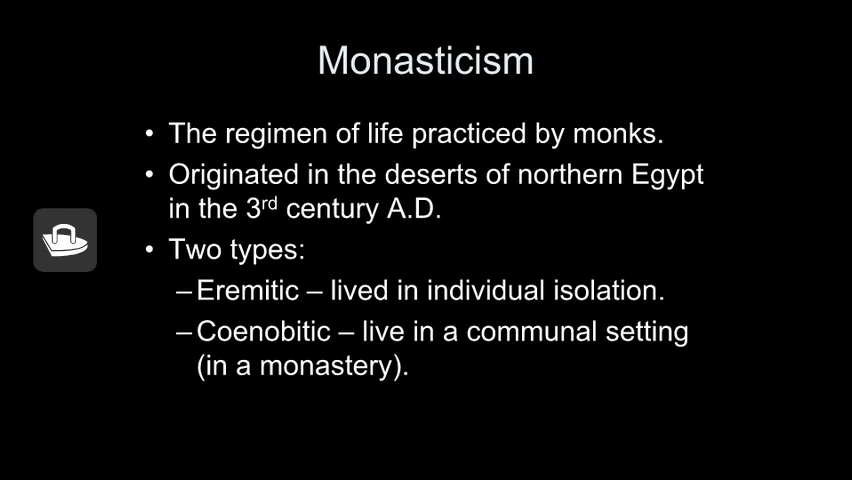 Monasticism
• The regimen of life practiced by monks.
• Originated in the deserts of northern Egypt
in the 3rd century A.D.
• Two types:
– Eremitic – lived in individual isolation.
– Coenobitic – live in a communal setting
(in a monastery).